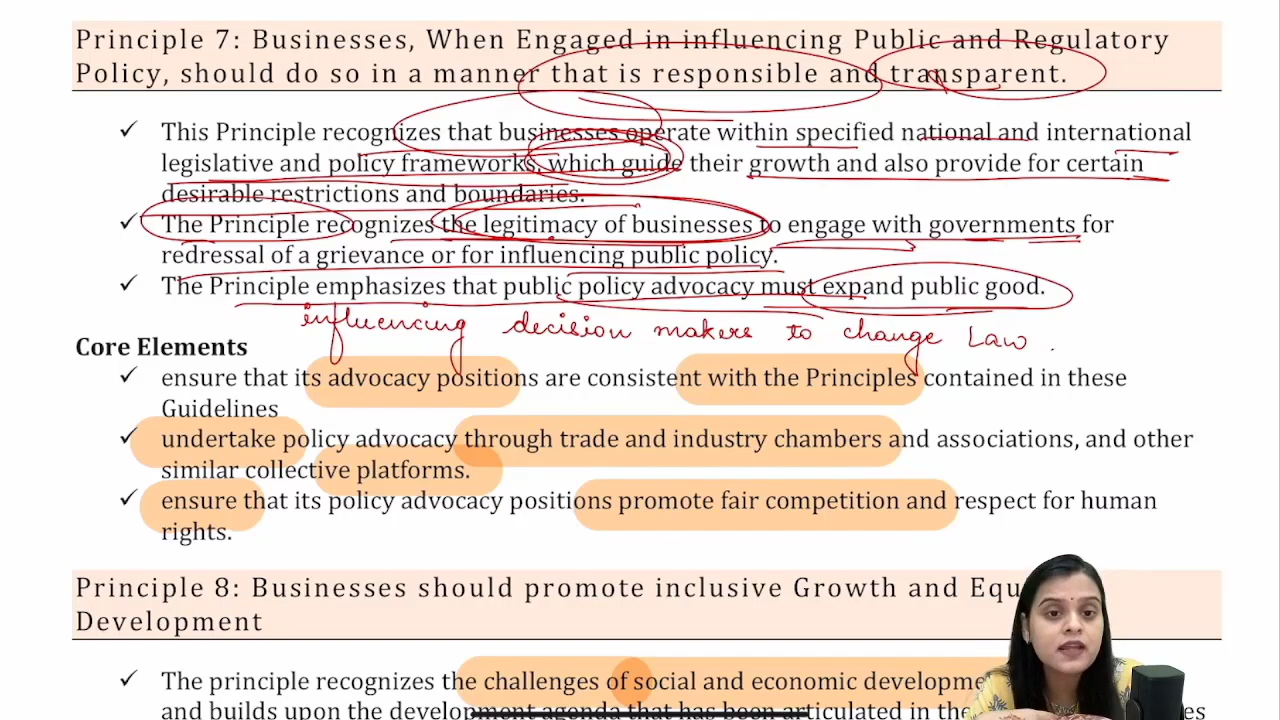 Principle 7: Businesses, When Engaged in influencing Public and Regulatory
Policy, should do so in a manner that is responsible and transparent.
✓ This Principle recognizes that businesses operate within specified national and international
legislative and policy frameworks, which guide their growth and also provide for certain
desirable restrictions and boundaries.
✓ The Principle recognizes the legitimacy of businesses to engage with governments for
redressal of a grievance or for influencing public policy.
✓ The Principle emphasizes that public policy advocacy must expand public good.
influencing decision makers to change Law.
Core Elements
✓ ensure that its advocacy positions are consistent with the Principles contained in these
Guidelines
✓ undertake policy advocacy through trade and industry chambers and associations, and other
similar collective platforms.
✓ ensure that its policy advocacy positions promote fair competition and respect for human
rights.
Principle 8: Businesses should promote inclusive Growth and
Development
✓ The principle recognizes the challenges of social and economic
and builds upon the development agenda that has been articulated in the